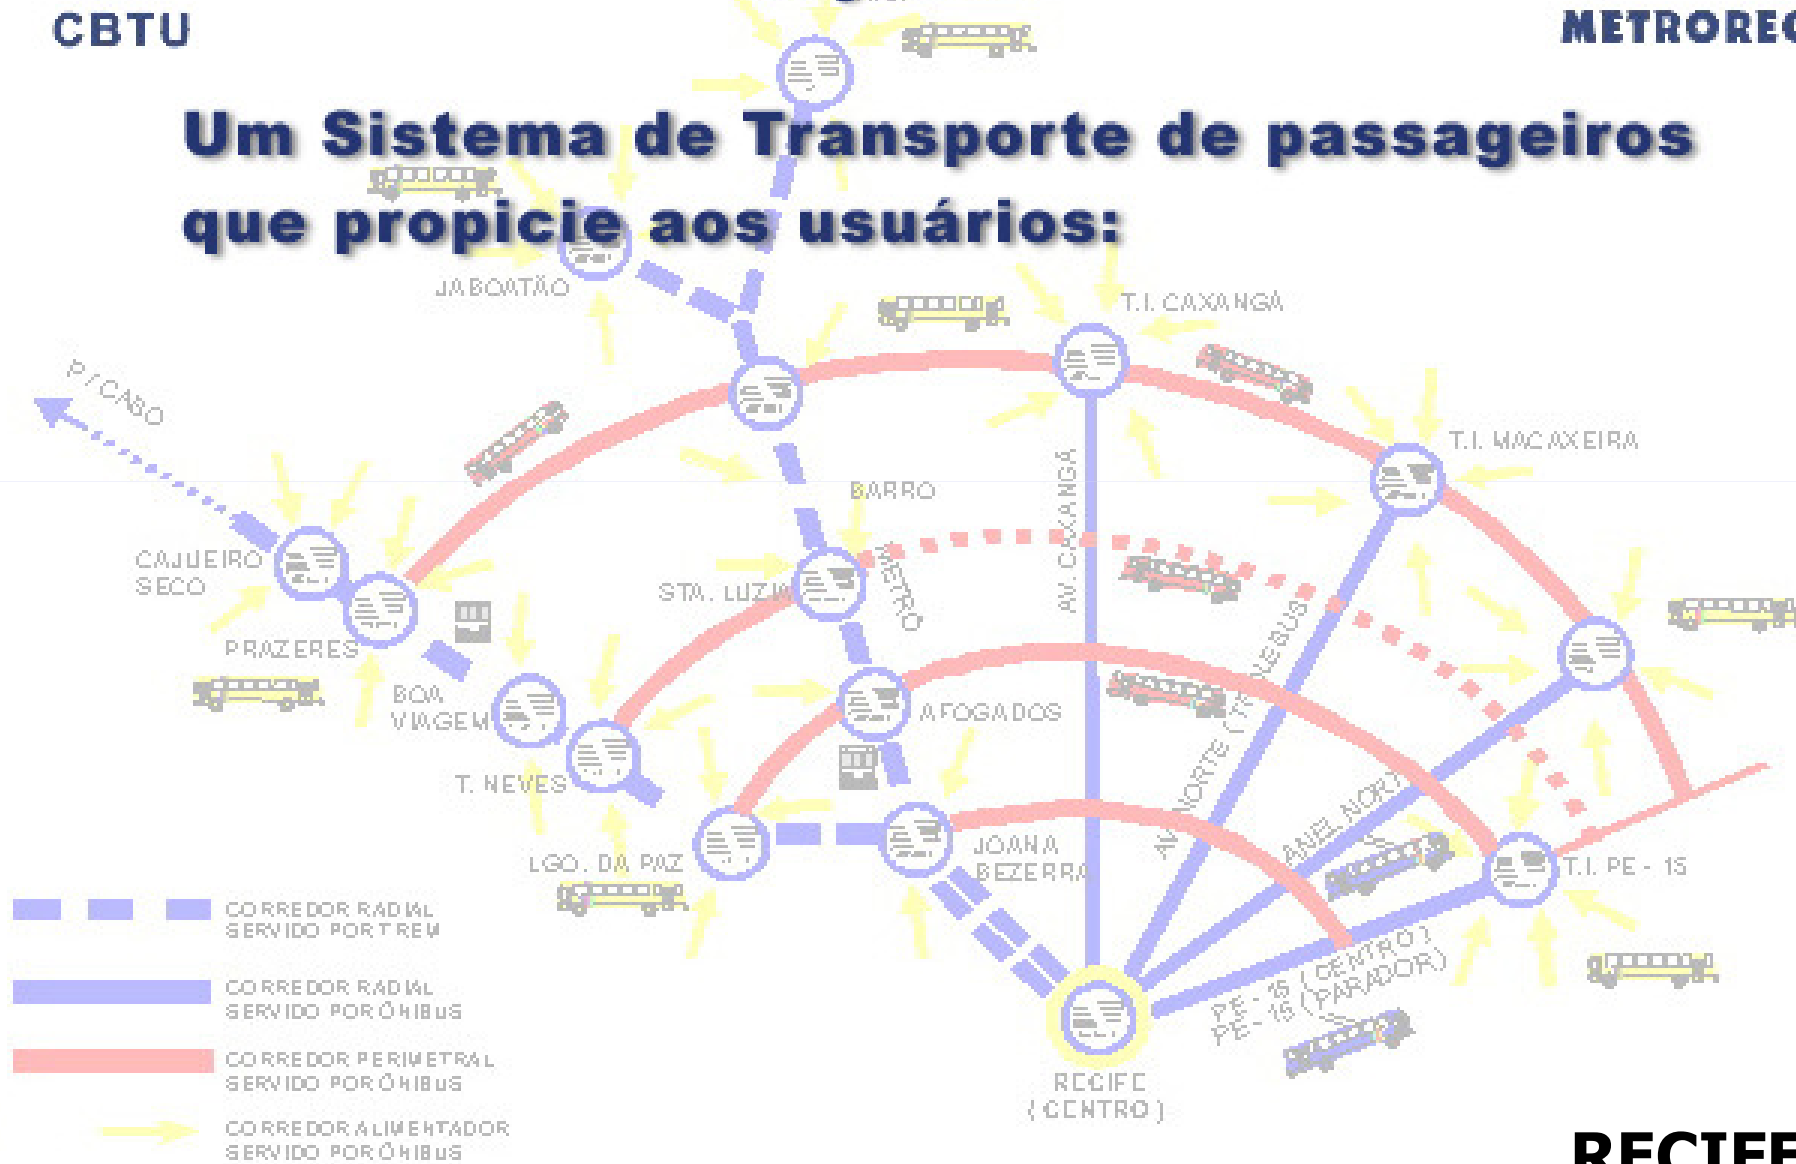 CBTU
Um Sistema de Transporte de passageiros
que propicie aos usuários:
JABOATÃO
T.I. CAXANGÁ
P / CABO
T.I. MACAXEIRA
BARRO
AV. CAXANGÁ
METRO
CAJUEIRO
SECO
STA. LUZIA
PRAZERES
BOA
VIAGEM
AFOGADOS
T. NEVES
LGO. DA PAZ
JOANA
BEZERRA
T.I. PE - 15
PE - 15 ( CENTRO )
PE - 15 ( PARADOR)
CORREDOR RADIAL
SERVIDO POR TREM
CORREDOR RADIAL
SERVIDO POR ÔNIBUS
CORREDOR PERIMETRAL
SERVIDO POR ÔNIBUS
CORREDOR ALIMENTADOR
SERVIDO POR ÔNIBUS
RECIFE
( CENTRO )
RECIFE